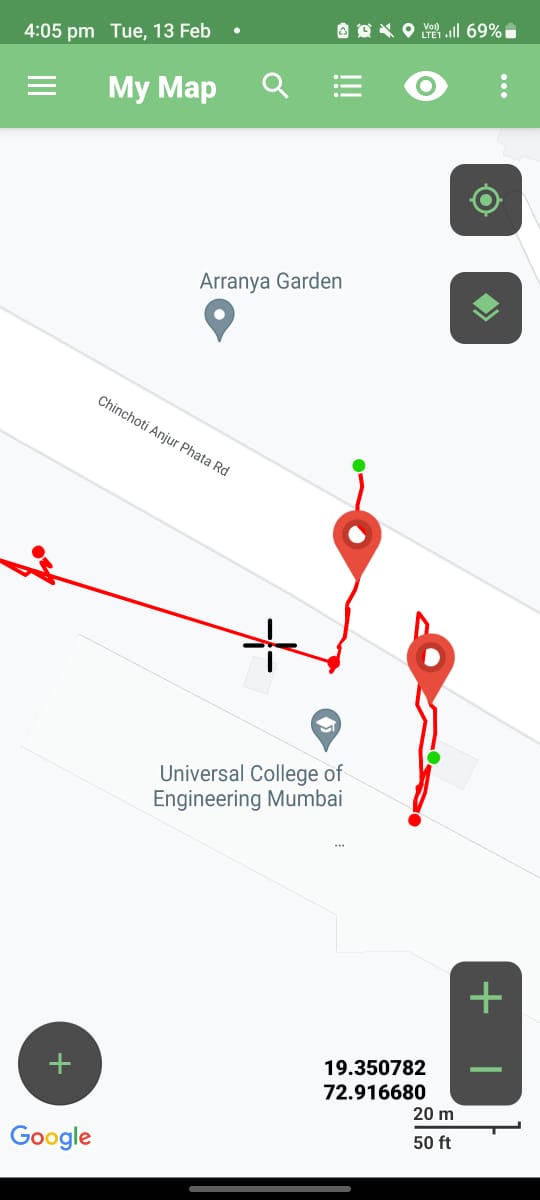 4:05 pm Tue, 13 Feb •
Vo)) LTE1 69%
My Map
Arranya Garden
Chinchoti Anjur Phata Rd
Universal College of
Engineering Mumbai
...
19.350782
72.916680
20 m
50 ft
Google